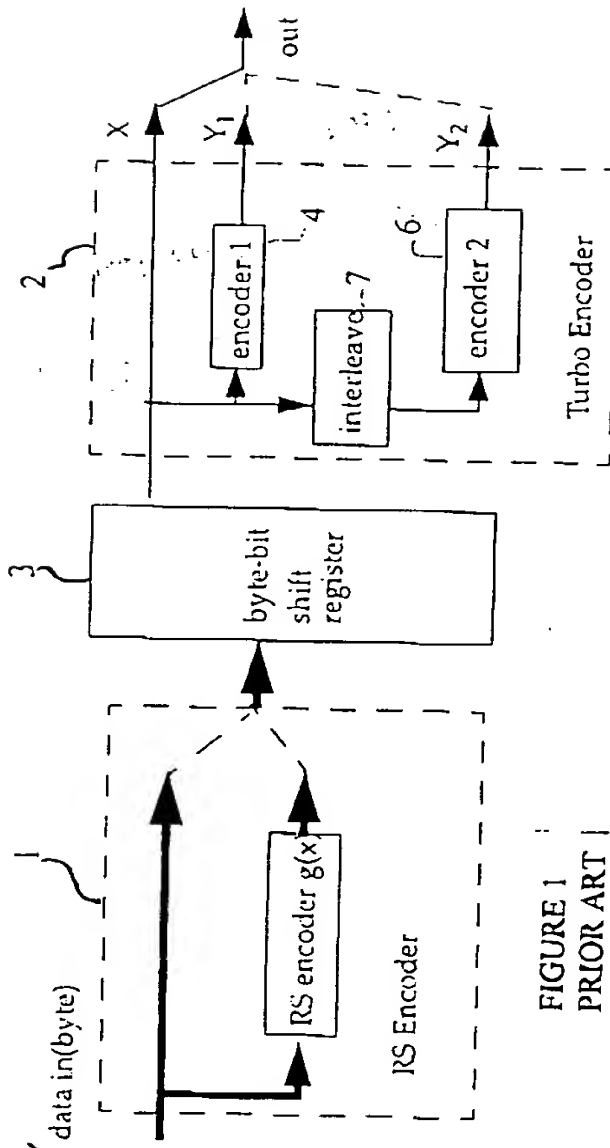 1
data in(byte)
RS encoder g(x)
RS Encoder
3
byte-bit
shift
register
2
X
encoder 1
4
Y1
interleave
7
encoder 2
6
Y2
Turbo Encoder
out
FIGURE 1
PRIOR ART